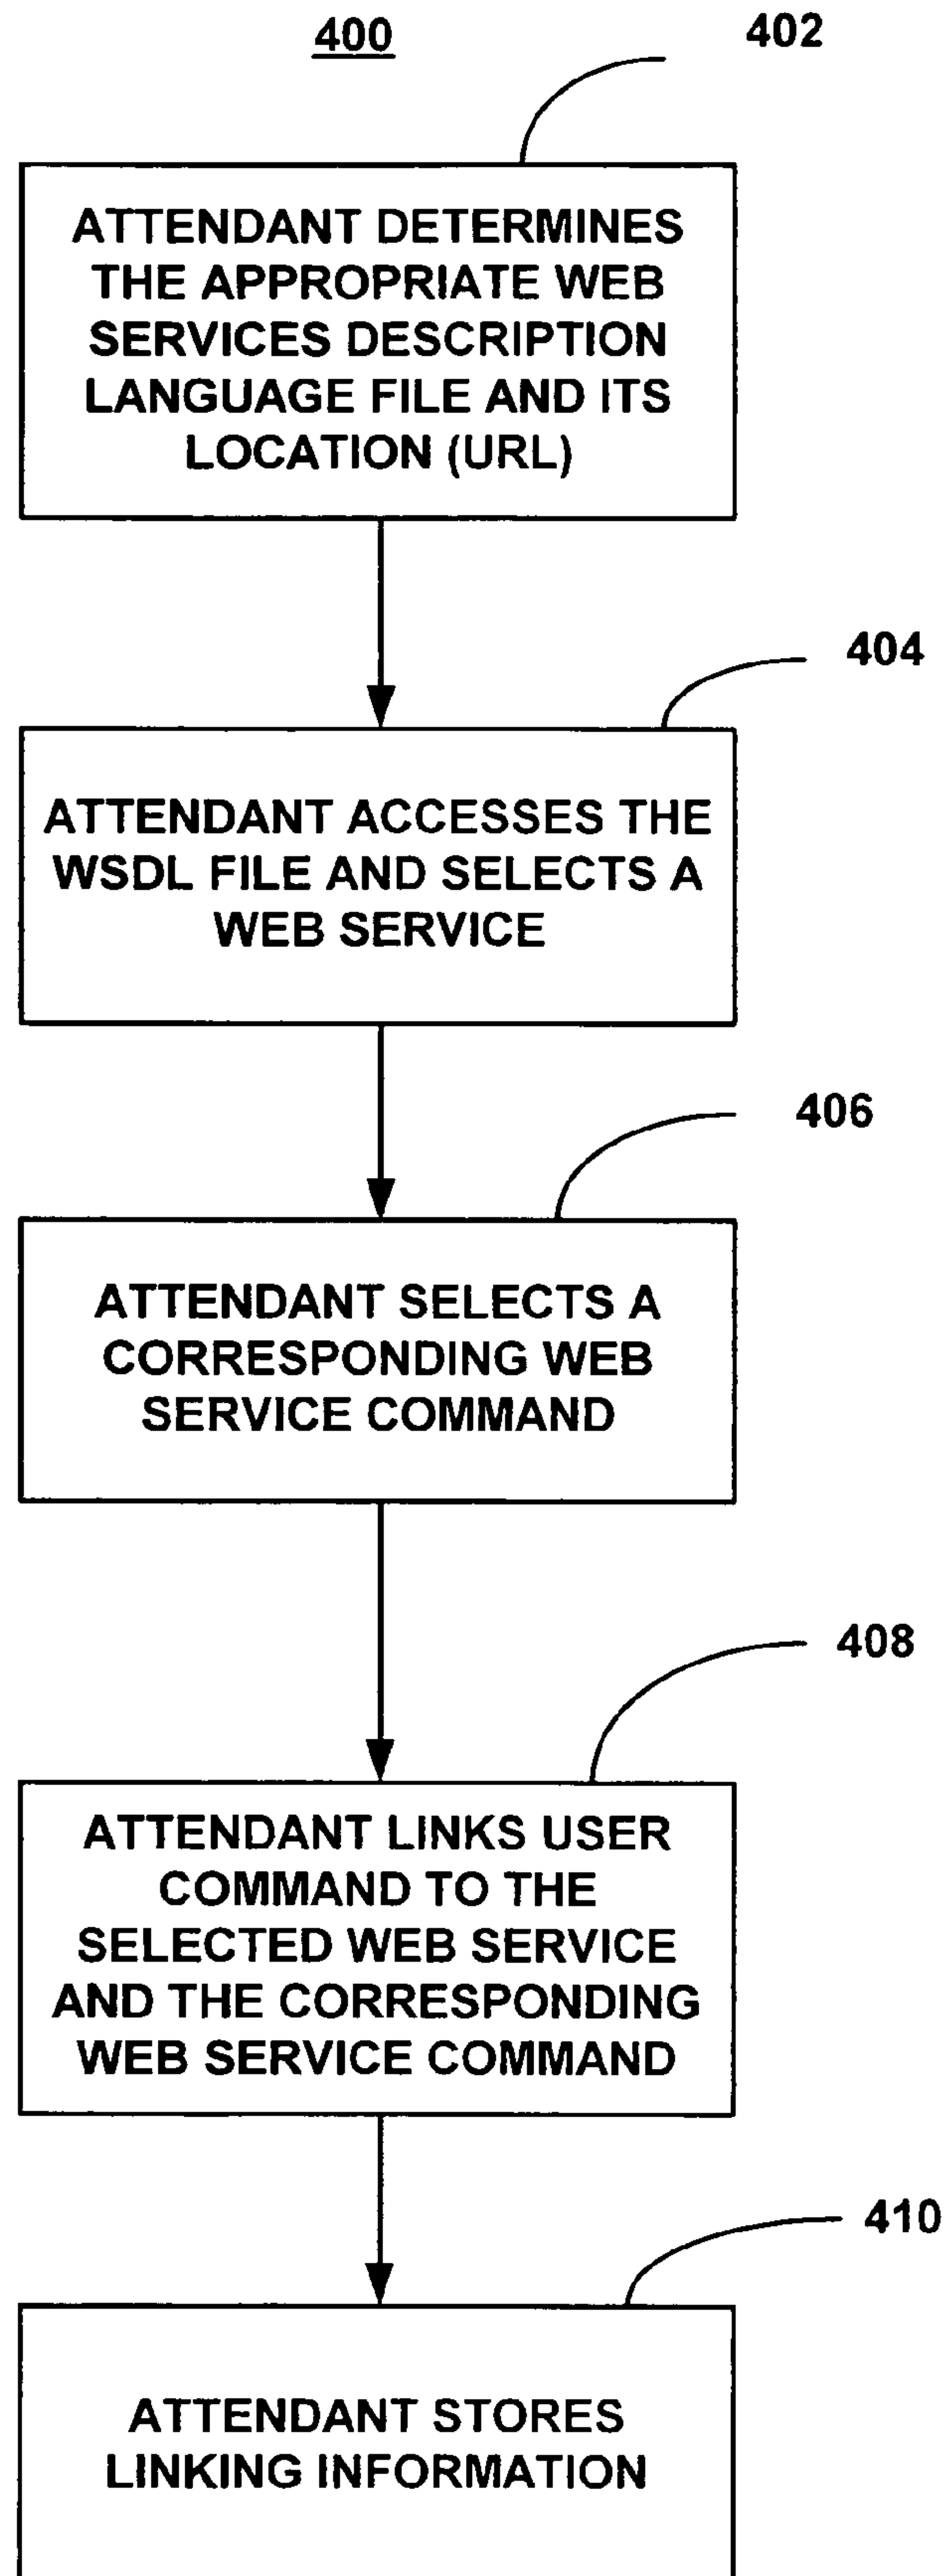 400
402
ATTENDANT DETERMINES
THE APPROPRIATE WEB
SERVICES DESCRIPTION
LANGUAGE FILE AND ITS
LOCATION (URL)
404
ATTENDANT ACCESSES THE
WSDL FILE AND SELECTS A
WEB SERVICE
406
ATTENDANT SELECTS A
CORRESPONDING WEB
SERVICE COMMAND
408
ATTENDANT LINKS USER
COMMAND TO THE
SELECTED WEB SERVICE
AND THE CORRESPONDING
WEB SERVICE COMMAND
410
ATTENDANT STORES
LINKING INFORMATION